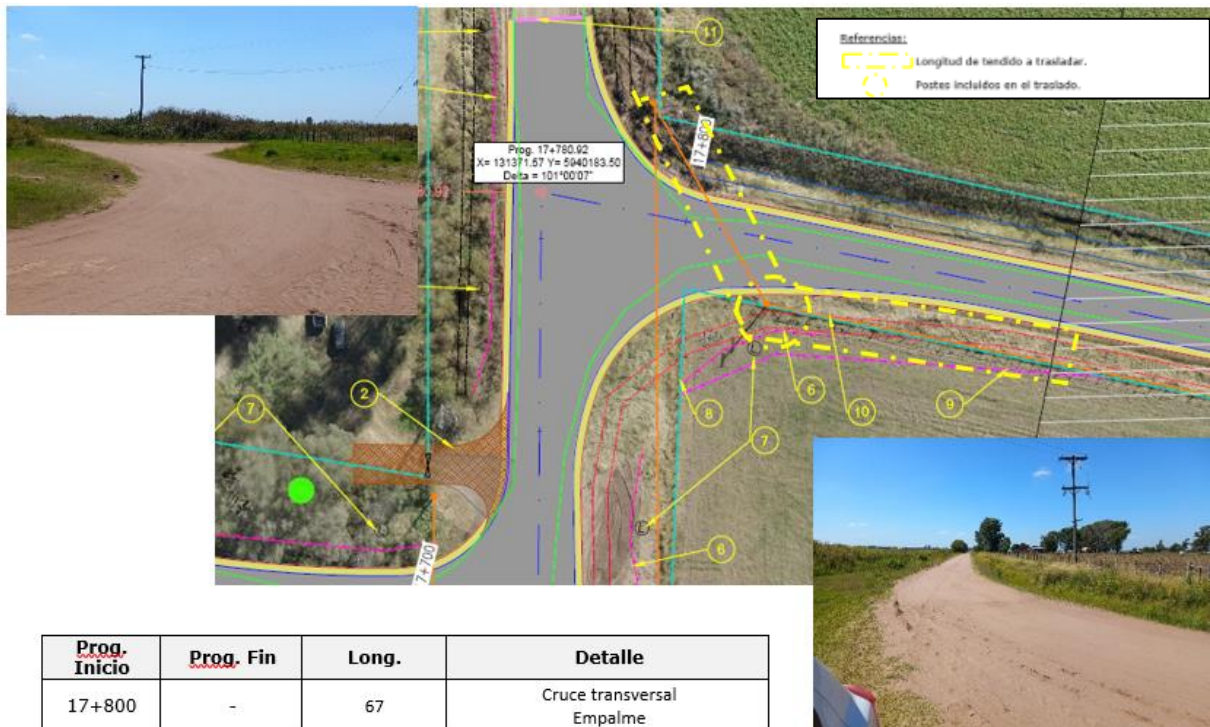 Referencias:
Longitud de tendido a trasladar.
Postes incluidos en el traslado.
11
17+800
Prog. 17+780.92
X= 131371.57 Y= 5940183.50
Delta = 101°00'07"
7
2
8
6
10
9
7
6
7+700
Prog. Inicio
Prog. Fin
Long.
Detalle
17+800
-
67
Cruce transversal
Empalme